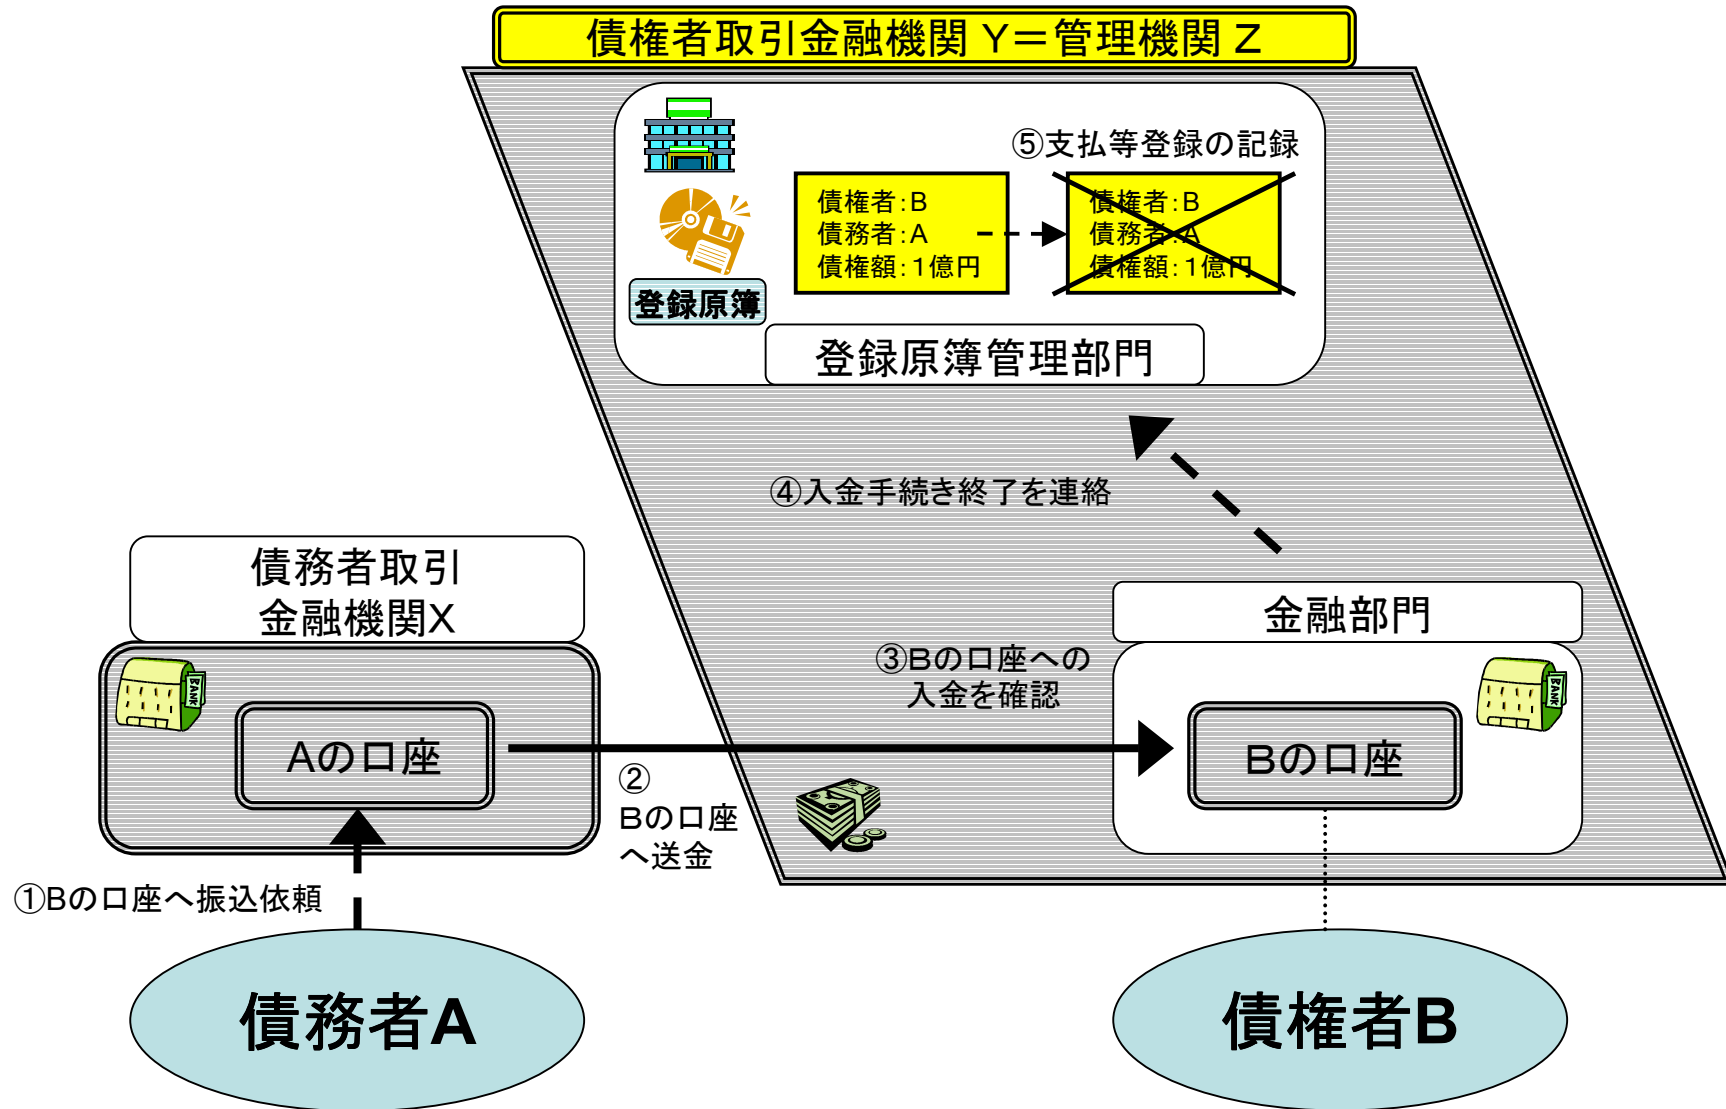 債権者取引金融機関 Y＝管理機関 Z
⑤支払等登録の記録
債権者：B
債務者：A
債権額：１億円
債権者：B
債務者：A
債権額：１億円
登録原簿
登録原簿管理部門
④入金手続き終了を連絡
債務者取引
金融機関X
金融部門
③Ｂの口座への
入金を確認
BANK
BANK
Aの口座
Ｂの口座
②
Ｂの口座
へ送金
①Bの口座へ振込依頼
債務者A
債権者B